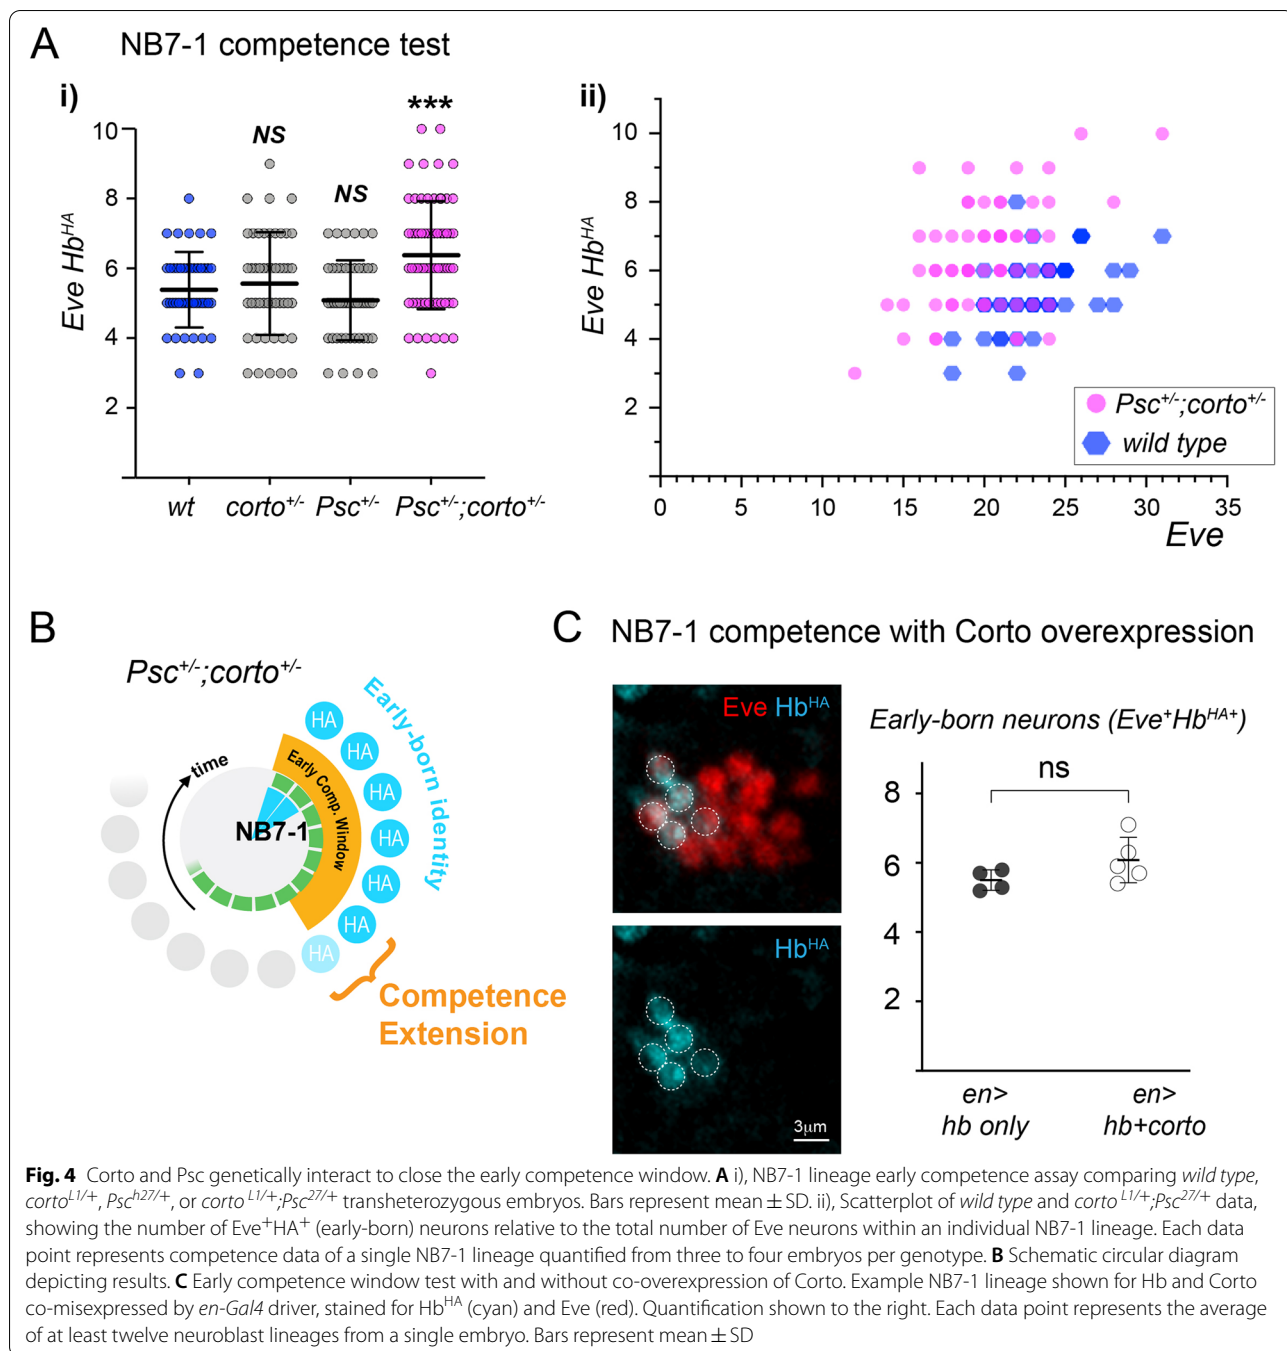 A NB7-1 competence test
i)
ii)
NS
NS
***
Eve Hb^HA
10
8
6
4
2
wt corto+/- Psc+/- Psc+/-;corto+/-
Eve Hb^HA
10
8
6
4
2
0 5 10 15 20 25 30 35
Eve
Psc+/-;corto+/-
wild type
B
Psc+/-;corto+/-
time
NB7-1
Early Comp. Window
HA
HA
HA
HA
HA
HA
HA
Early-born identity
Competence
Extension
C NB7-1 competence with Corto overexpression
Eve Hb^HA
Hb^HA
3µm
Early-born neurons (Eve+Hb^HA+)
ns
8
6
4
2
en>
hb only
en>
hb+corto
Fig. 4 Corto and Psc genetically interact to close the early competence window. A i), NB7-1 lineage early competence assay comparing wild type,
corto^L1/+, Psc^h27/+, or corto ^L1/+;Psc^27/+ transheterozygous embryos. Bars represent mean ± SD. ii), Scatterplot of wild type and corto ^L1/+;Psc^27/+ data,
showing the number of Eve+HA+ (early-born) neurons relative to the total number of Eve neurons within an individual NB7-1 lineage. Each data
point represents competence data of a single NB7-1 lineage quantified from three to four embryos per genotype. B Schematic circular diagram
depicting results. C Early competence window test with and without co-overexpression of Corto. Example NB7-1 lineage shown for Hb and Corto
co-misexpressed by en-Gal4 driver, stained for Hb^HA (cyan) and Eve (red). Quantification shown to the right. Each data point represents the average
of at least twelve neuroblast lineages from a single embryo. Bars represent mean ± SD